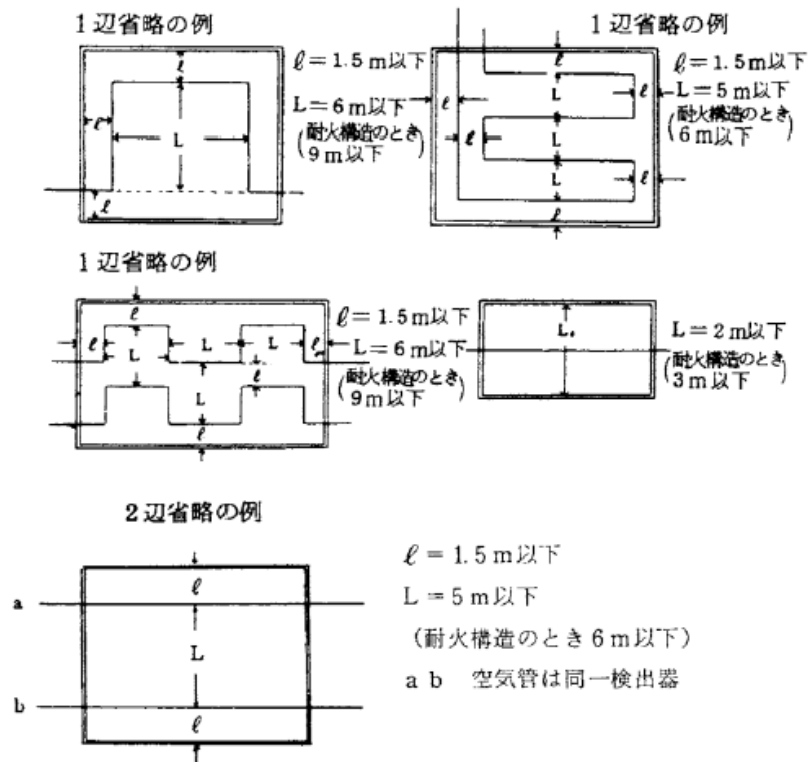 1辺省略の例
ℓ
ℓ
L
ℓ
ℓ＝1.5m以下
L＝6m以下
(耐火構造のとき
9m以下)
1辺省略の例
ℓ
ℓ
L
ℓ
ℓ
L
L
ℓ
ℓ
ℓ＝1.5m以下
L＝5m以下
(耐火構造のとき
6m以下)
1辺省略の例
ℓ
ℓ
L
L
L
ℓ
L
ℓ
ℓ
ℓ＝1.5m以下
L＝6m以下
(耐火構造のとき
9m以下)
L
L＝2m以下
(耐火構造のとき
3m以下)
2辺省略の例
a
ℓ
L
b
ℓ
ℓ＝1.5m以下
L＝5m以下
（耐火構造のとき6m以下）
a b 空気管は同一検出器